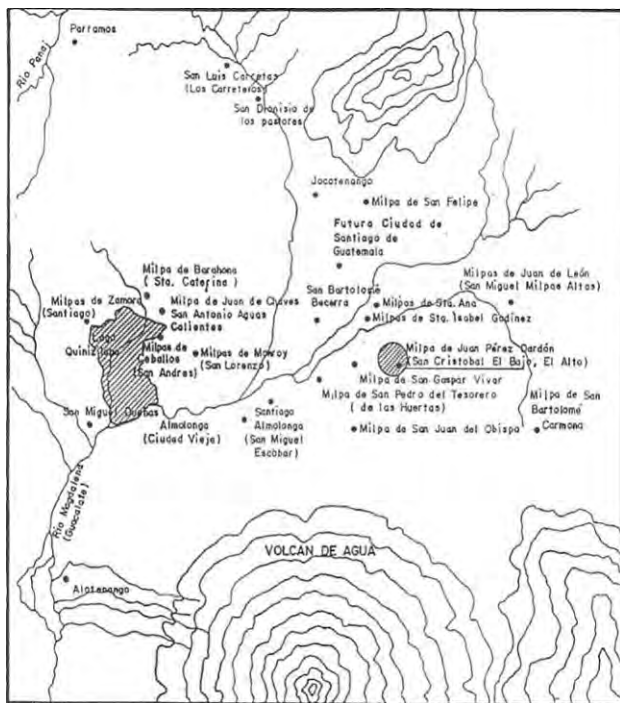 Parramos
Río Panaj
San Luis Carretas
(Los Carreteros)
San Dionisio de
los pastores
Jocotenango
Milpa de San Felipe
Futura Ciudad de
Santiago de
Guatemala
Milpa de Barahona
(Sta. Catarina)
Milpas de Juan de León
(San Miguel Milpas Altas)
Milpas de Zamora
(Santiago)
Milpa de Juan de Chaves
San Antonio Aguas
Calientes
San Bartolomé
Becerra
Milpas de Sta. Ana
Milpas de Sta. Isabel Godinez
Lago
Quinizilapa
Milpas de
Ceballos
(San Andres)
Milpas de Monroy
(San Lorenzo)
Milpa de Juan Pérez Dardón
(San Cristobal El Bajo, El Alto)
Milpa de San Gaspar Vivar
Milpa de San Pedro del Tesorero
(de las Huertas)
Milpa de San
Bartolomé
Carmona
San Miguel Dueñas
Almolonga
(Ciudad Vieja)
Santiago
Almolonga
(San Miguel
Escobar)
Milpa de San Juan del Obispo
Río Magdalena
(Guacalate)
VOLCAN DE AGUA
Alotenango